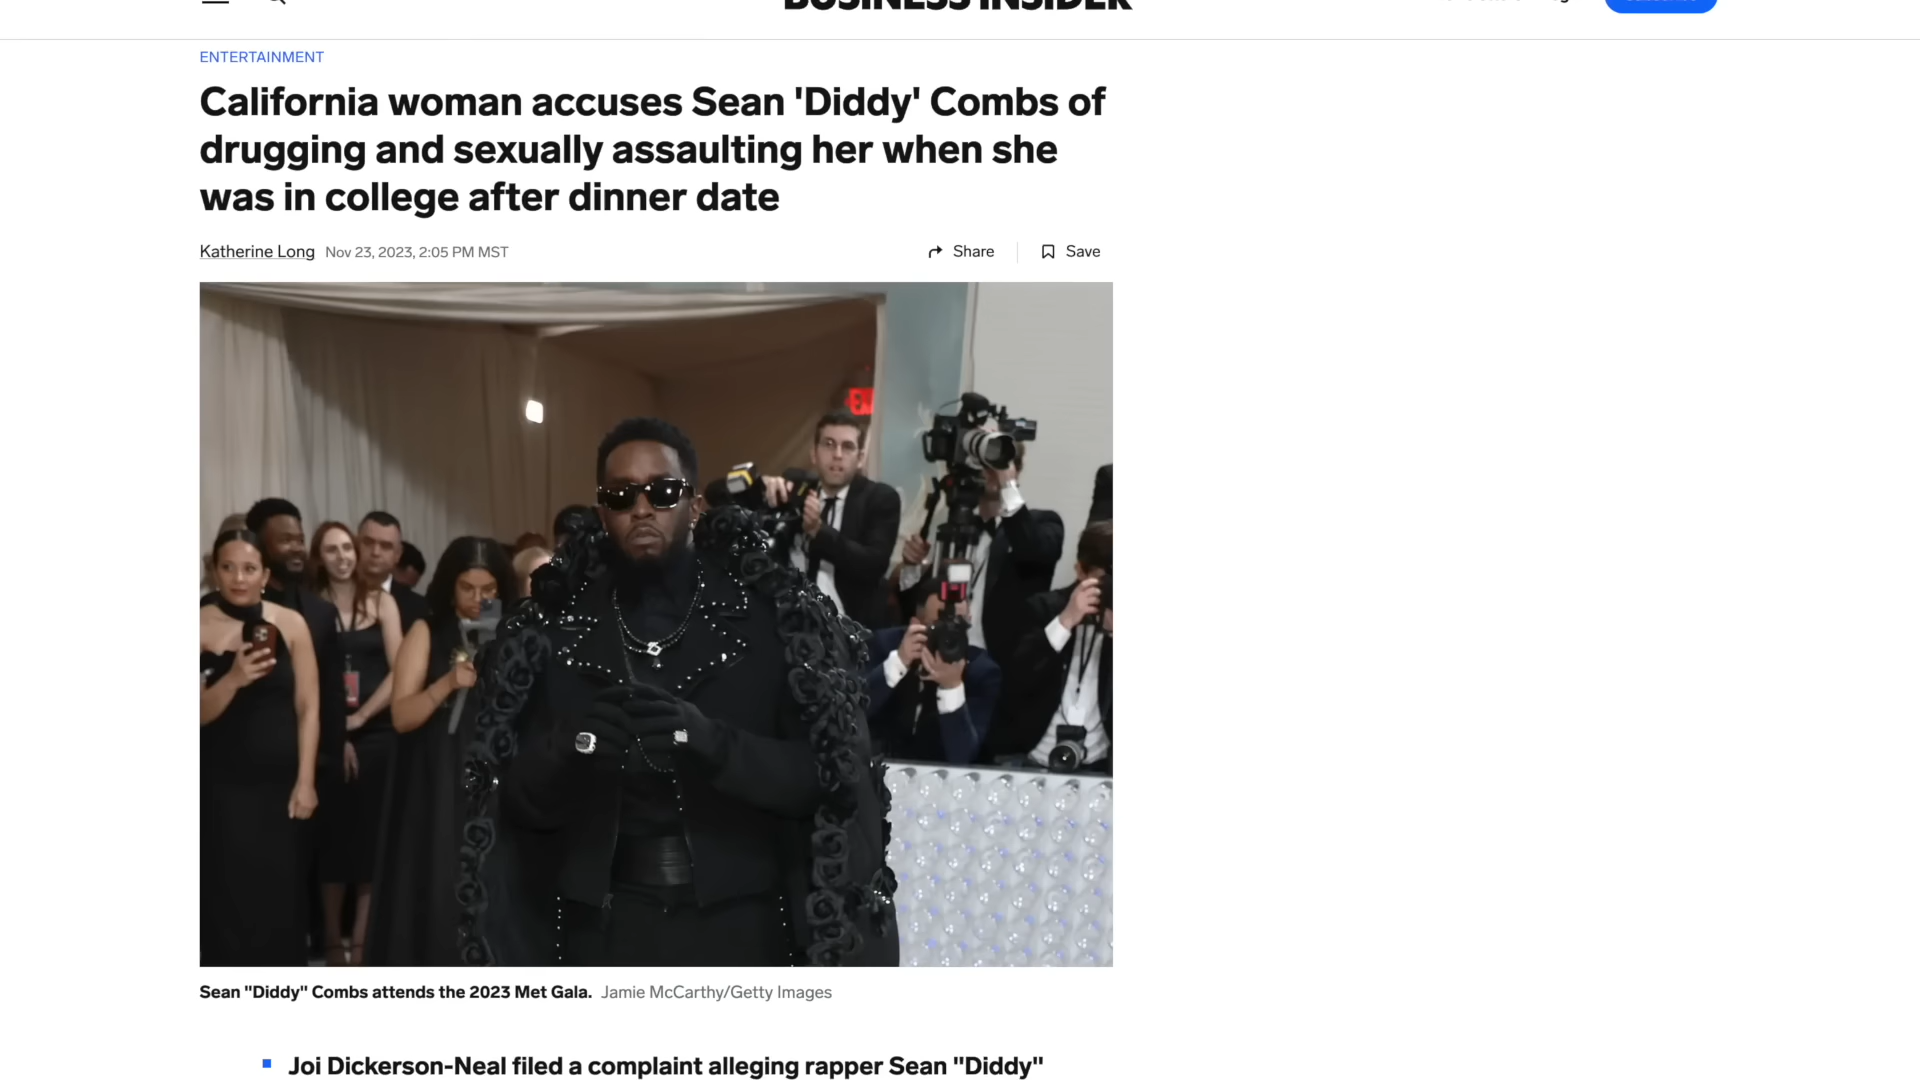 BUSINESS INSIDER
ENTERTAINMENT
California woman accuses Sean 'Diddy' Combs of
drugging and sexually assaulting her when she
was in college after dinner date
Katherine Long Nov 23, 2023, 2:05 PM MST
Share
Save
Sean "Diddy" Combs attends the 2023 Met Gala. Jamie McCarthy/Getty Images
Joi Dickerson-Neal filed a complaint alleging rapper Sean "Diddy"